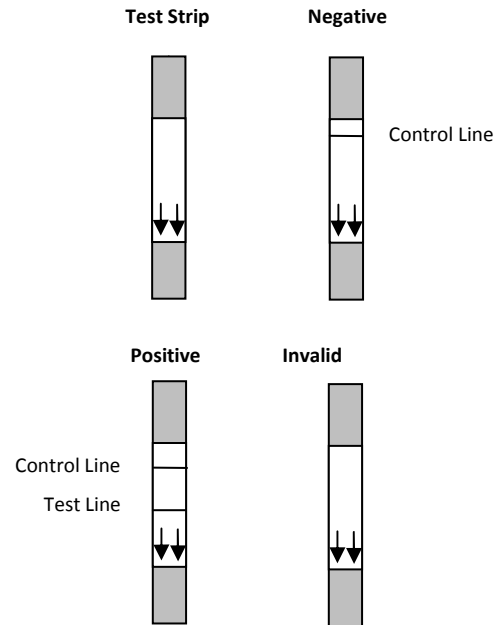 Test Strip Negative
Control Line
Positive Invalid
Control Line
Test Line